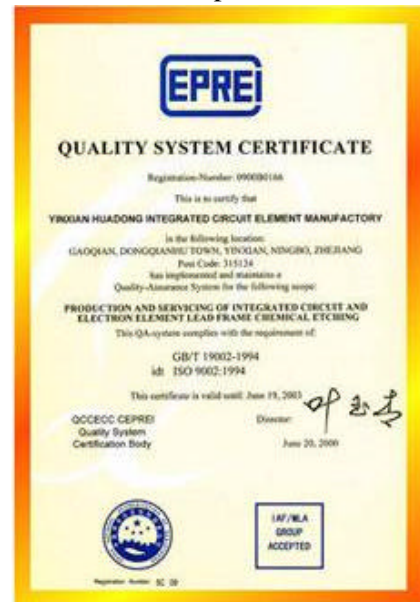 EPREI
QUALITY SYSTEM CERTIFICATE
Registration Number: 0900B0166
This is to certify that
YINXIAN HUADONG INTEGRATED CIRCUIT ELEMENT MANUFACTORY
in the following location:
GAOQIAN, DONGQIANHU TOWN, YINXIAN, NINGBO, ZHEJIANG
Post Code: 315124
has implemented and maintains a
Quality-Assurance System for the following scope:
PRODUCTION AND SERVICING OF INTEGRATED CIRCUIT AND
ELECTRON ELEMENT LEAD FRAME CHEMICAL ETCHING
This QA-system complies with the requirement of:
GB/T 19002-1994
idt ISO 9002:1994
This certificate is valid until: June 19, 2003
QCCECC CEPREI
Quality System
Certification Body
Director:
June 20, 2000
IAF/MLA
GROUP
ACCEPTED
Registration Number: SC 09